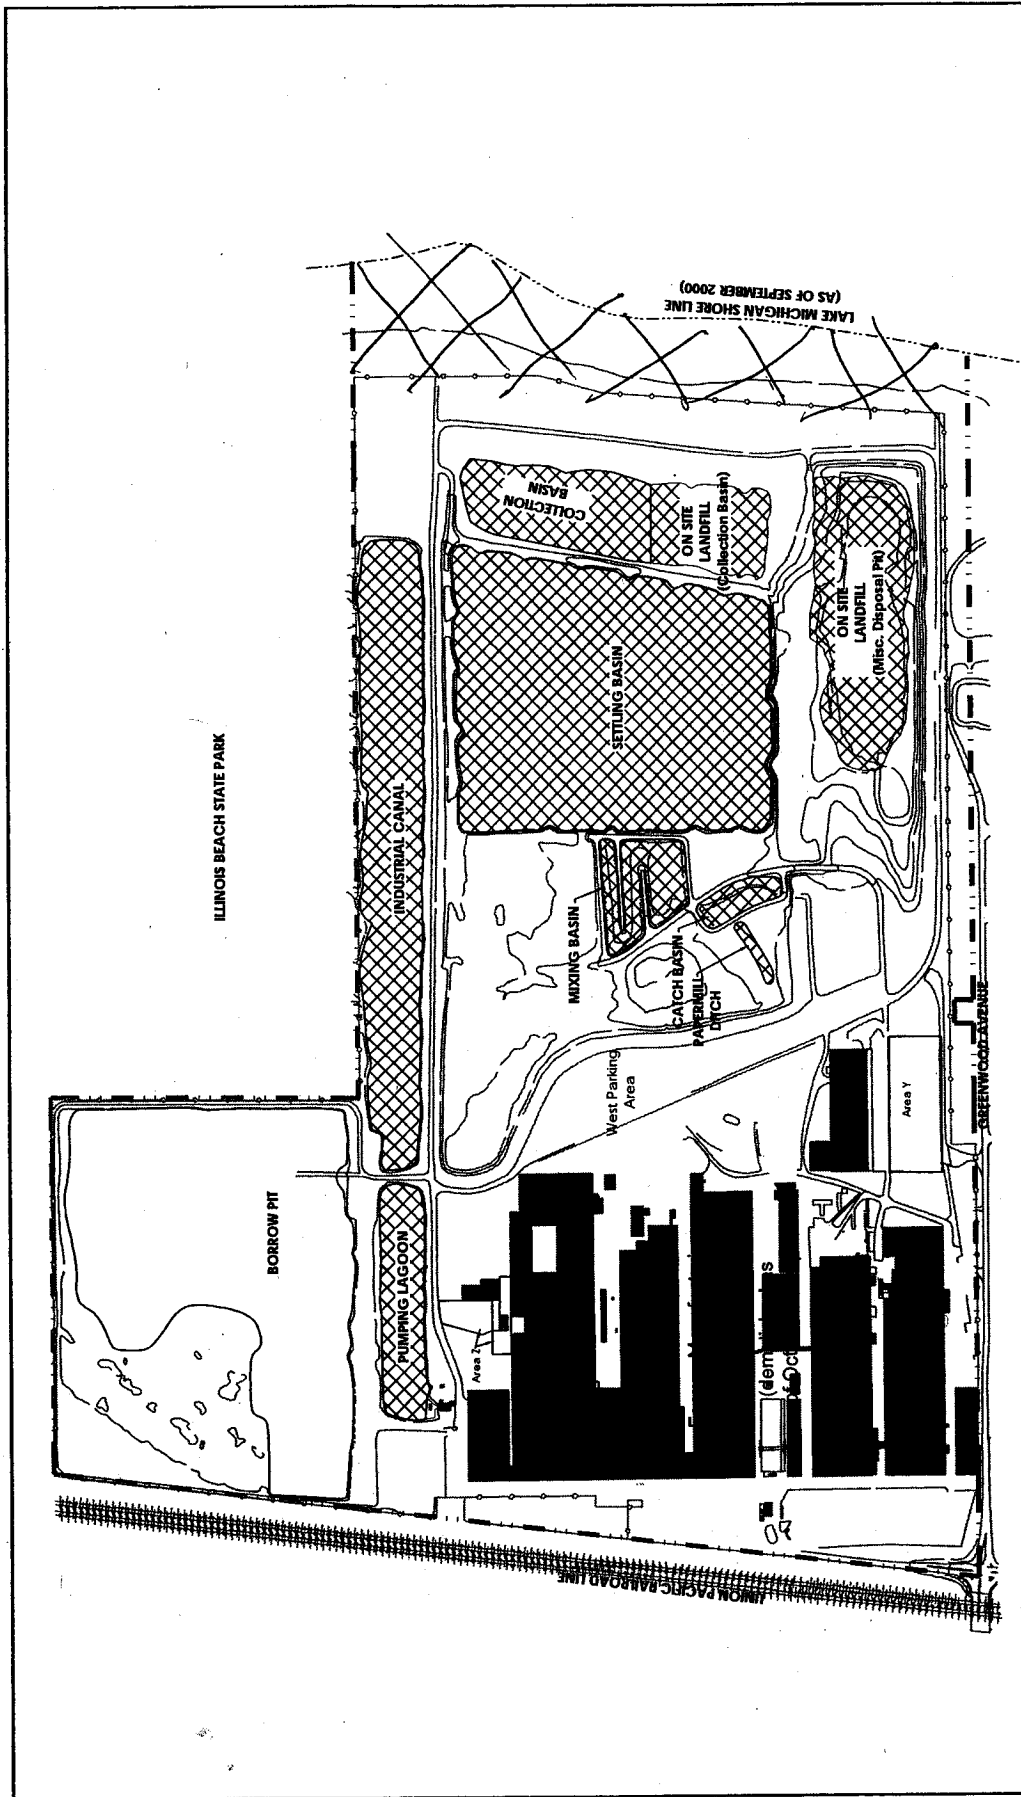 ILLINOIS BEACH STATE PARK
LAKE MICHIGAN SHORE LINE
(AS OF SEPTEMBER 2000)
BORROW PIT
PUMPING LAGOON
INDUSTRIAL CANAL
COLLECTION
BASIN
ON SITE
LANDFILL
(Collection Basin)
SETTLING BASIN
ON SITE
LANDFILL
(Misc. Disposal Pit)
MIXING BASIN
CATCH BASIN
PAPERMILL
DITCH
West Parking
Area
Area Z
Area Y
GREENWOOD AVENUE
UNION PACIFIC RAILROAD LINE